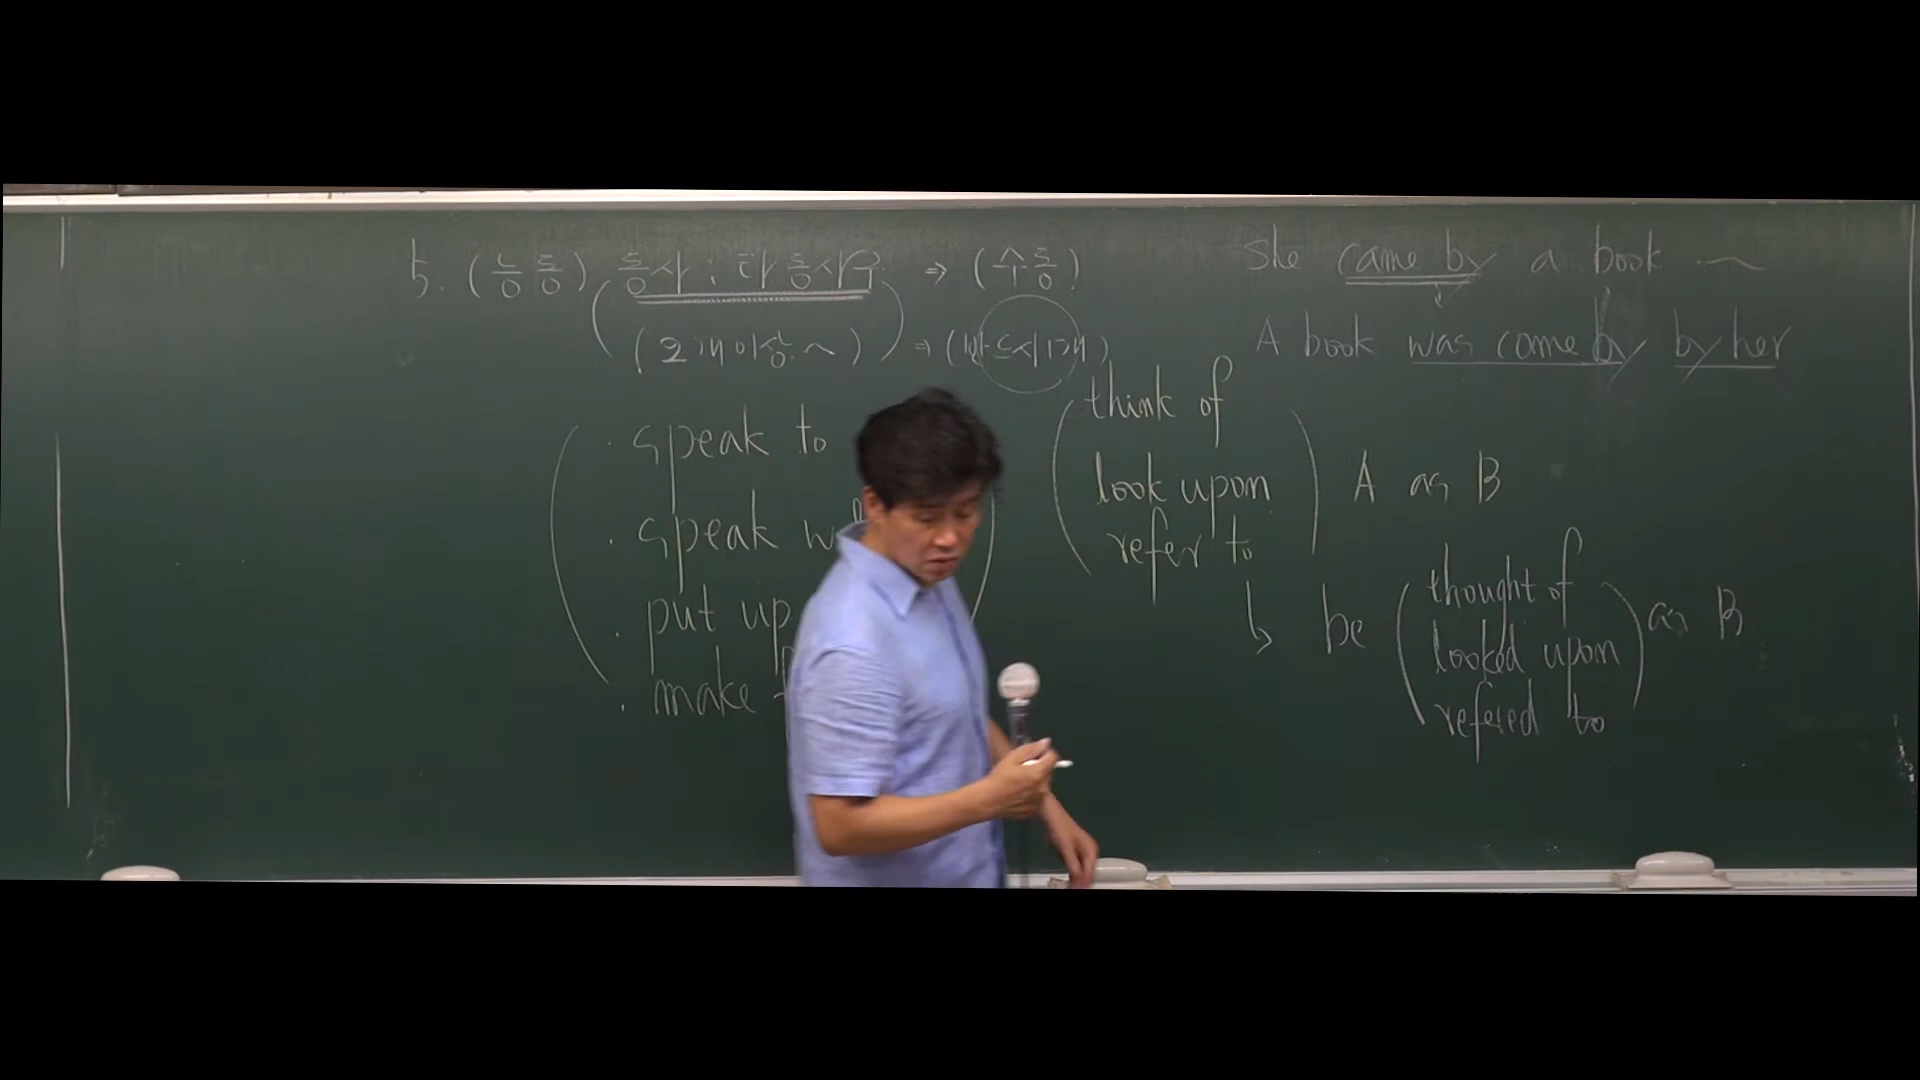 5. (능동) 동사 : 타동사구 ⇒ (수동)
(2개 이상 ~) ⇒ (반드시 1개)
She came by a book ~
A book was come by by her
· speak to
· speak
· put up
· make
think of
look upon
refer to
A as B
↳ be
thought of
looked upon
refered to
as B